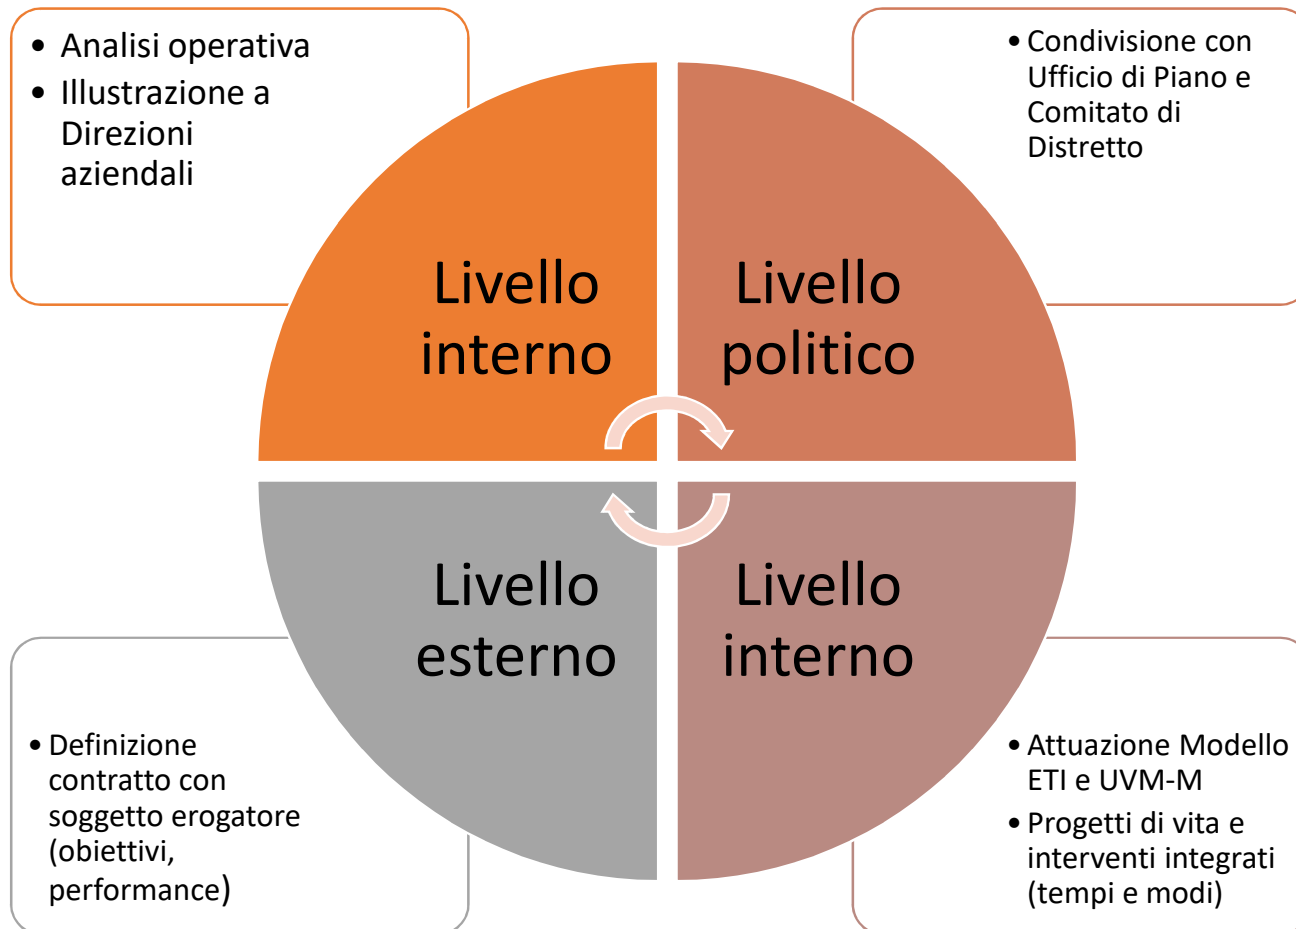 • Analisi operativa
• Illustrazione a
Direzioni
aziendali
• Condivisione con
Ufficio di Piano e
Comitato di
Distretto
Livello
interno
Livello
politico
Livello
esterno
Livello
interno
• Definizione
contratto con
soggetto erogatore
(obiettivi,
performance)
• Attuazione Modello
ETI e UVM-M
• Progetti di vita e
interventi integrati
(tempi e modi)